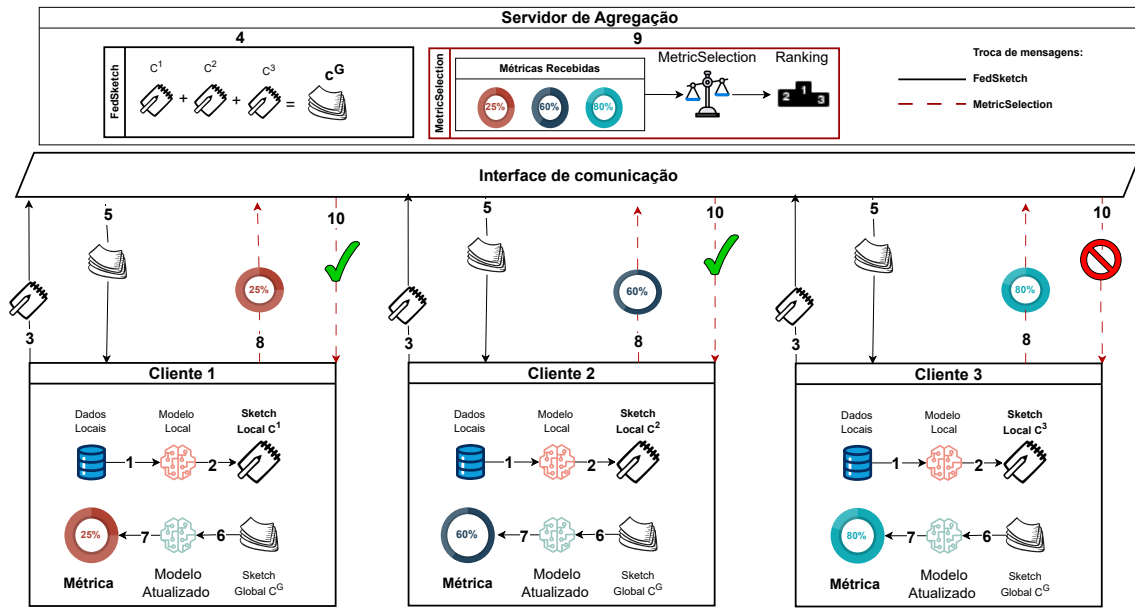 Servidor de Agregação
4
FedSketch
C1
C2
C3
+
+
=
cG
9
MetricSelection
Métricas Recebidas
25%
60%
80%
MetricSelection
Ranking
2
1
3
Troca de mensagens:
FedSketch
MetricSelection
Interface de comunicação
5
10
25%
3
8
5
10
60%
3
8
5
10
80%
3
8
Cliente 1
Dados
Locais
Modelo
Local
Sketch
Local C1
1
2
25%
7
6
Métrica
Modelo
Atualizado
Sketch
Global CG
Cliente 2
Dados
Locais
Modelo
Local
Sketch
Local C2
1
2
60%
7
6
Métrica
Modelo
Atualizado
Sketch
Global CG
Cliente 3
Dados
Locais
Modelo
Local
Sketch
Local C3
1
2
80%
7
6
Métrica
Modelo
Atualizado
Sketch
Global CG